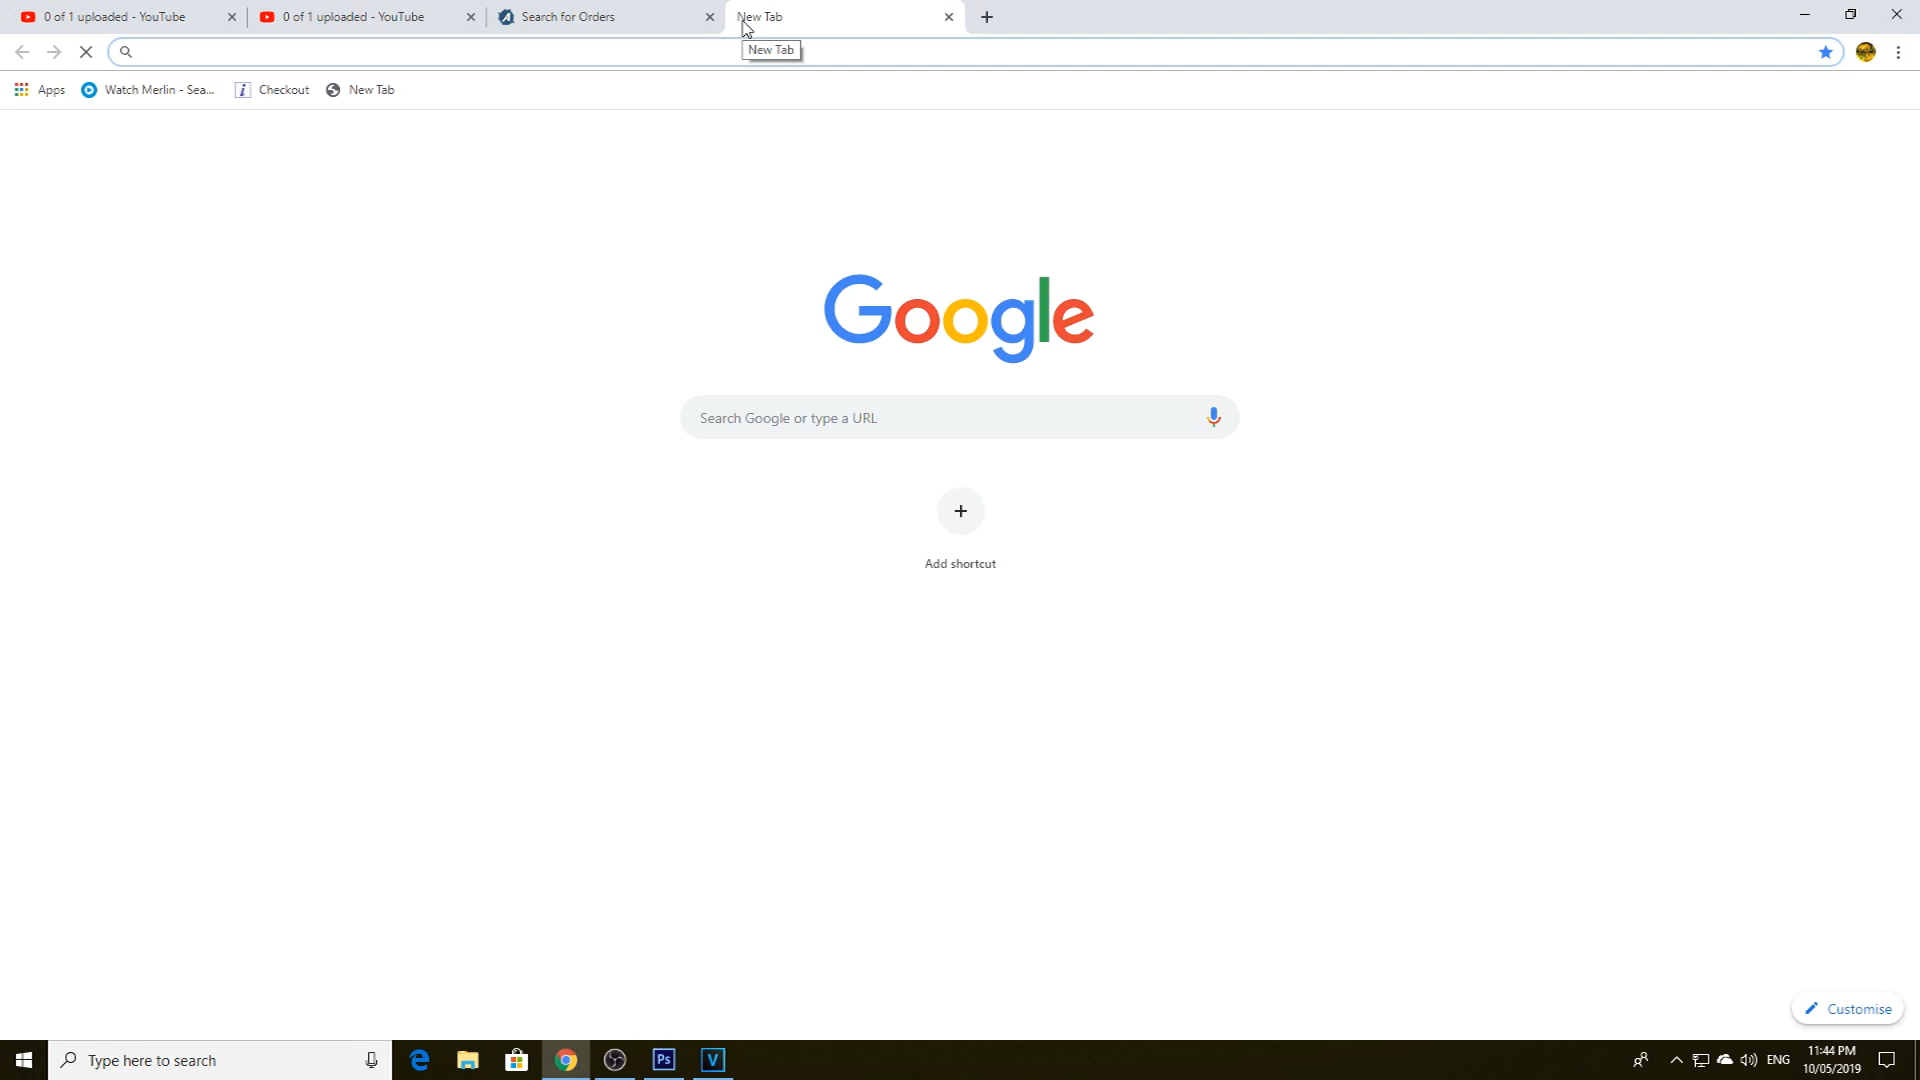 0 of 1 uploaded - YouTube
0 of 1 uploaded - YouTube
Search for Orders
New Tab
New Tab
Apps
Watch Merlin - Sea...
Checkout
New Tab
Google
Search Google or type a URL
Add shortcut
Customise
Type here to search
Ps
V
ENG
11:44 PM
10/05/2019